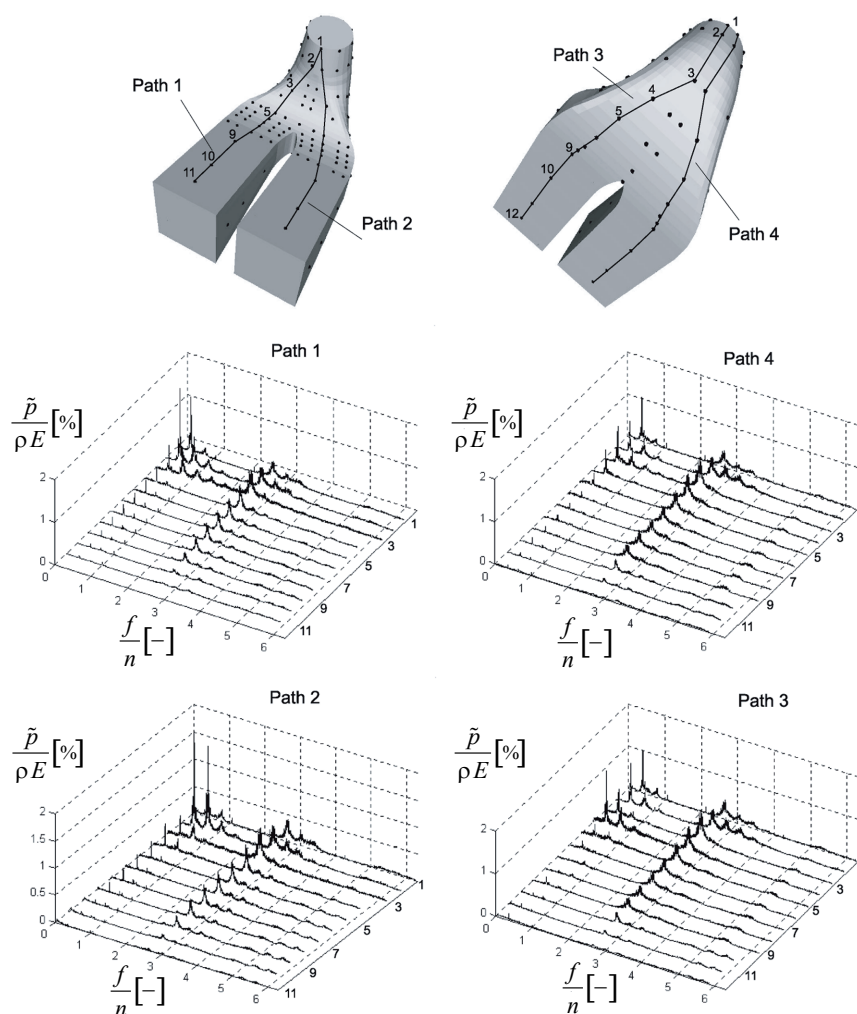 Path 1
1
2
3
5
9
10
11
Path 2
Path 3
1
2
3
4
5
9
10
12
Path 4
Path 1
p̃/ρE [%]
2
1
0
0 1 2 3 4 5 6
f/n [−]
1 3 5 7 9 11
Path 4
p̃/ρE [%]
2
1
0
0 1 2 3 4 5 6
f/n [−]
1 3 5 7 9 11
Path 2
p̃/ρE [%]
2
1.5
1
0.5
0
0 1 2 3 4 5 6
f/n [−]
1 3 5 7 9 11
Path 3
p̃/ρE [%]
2
1
0
0 1 2 3 4 5 6
f/n [−]
1 3 5 7 9 11